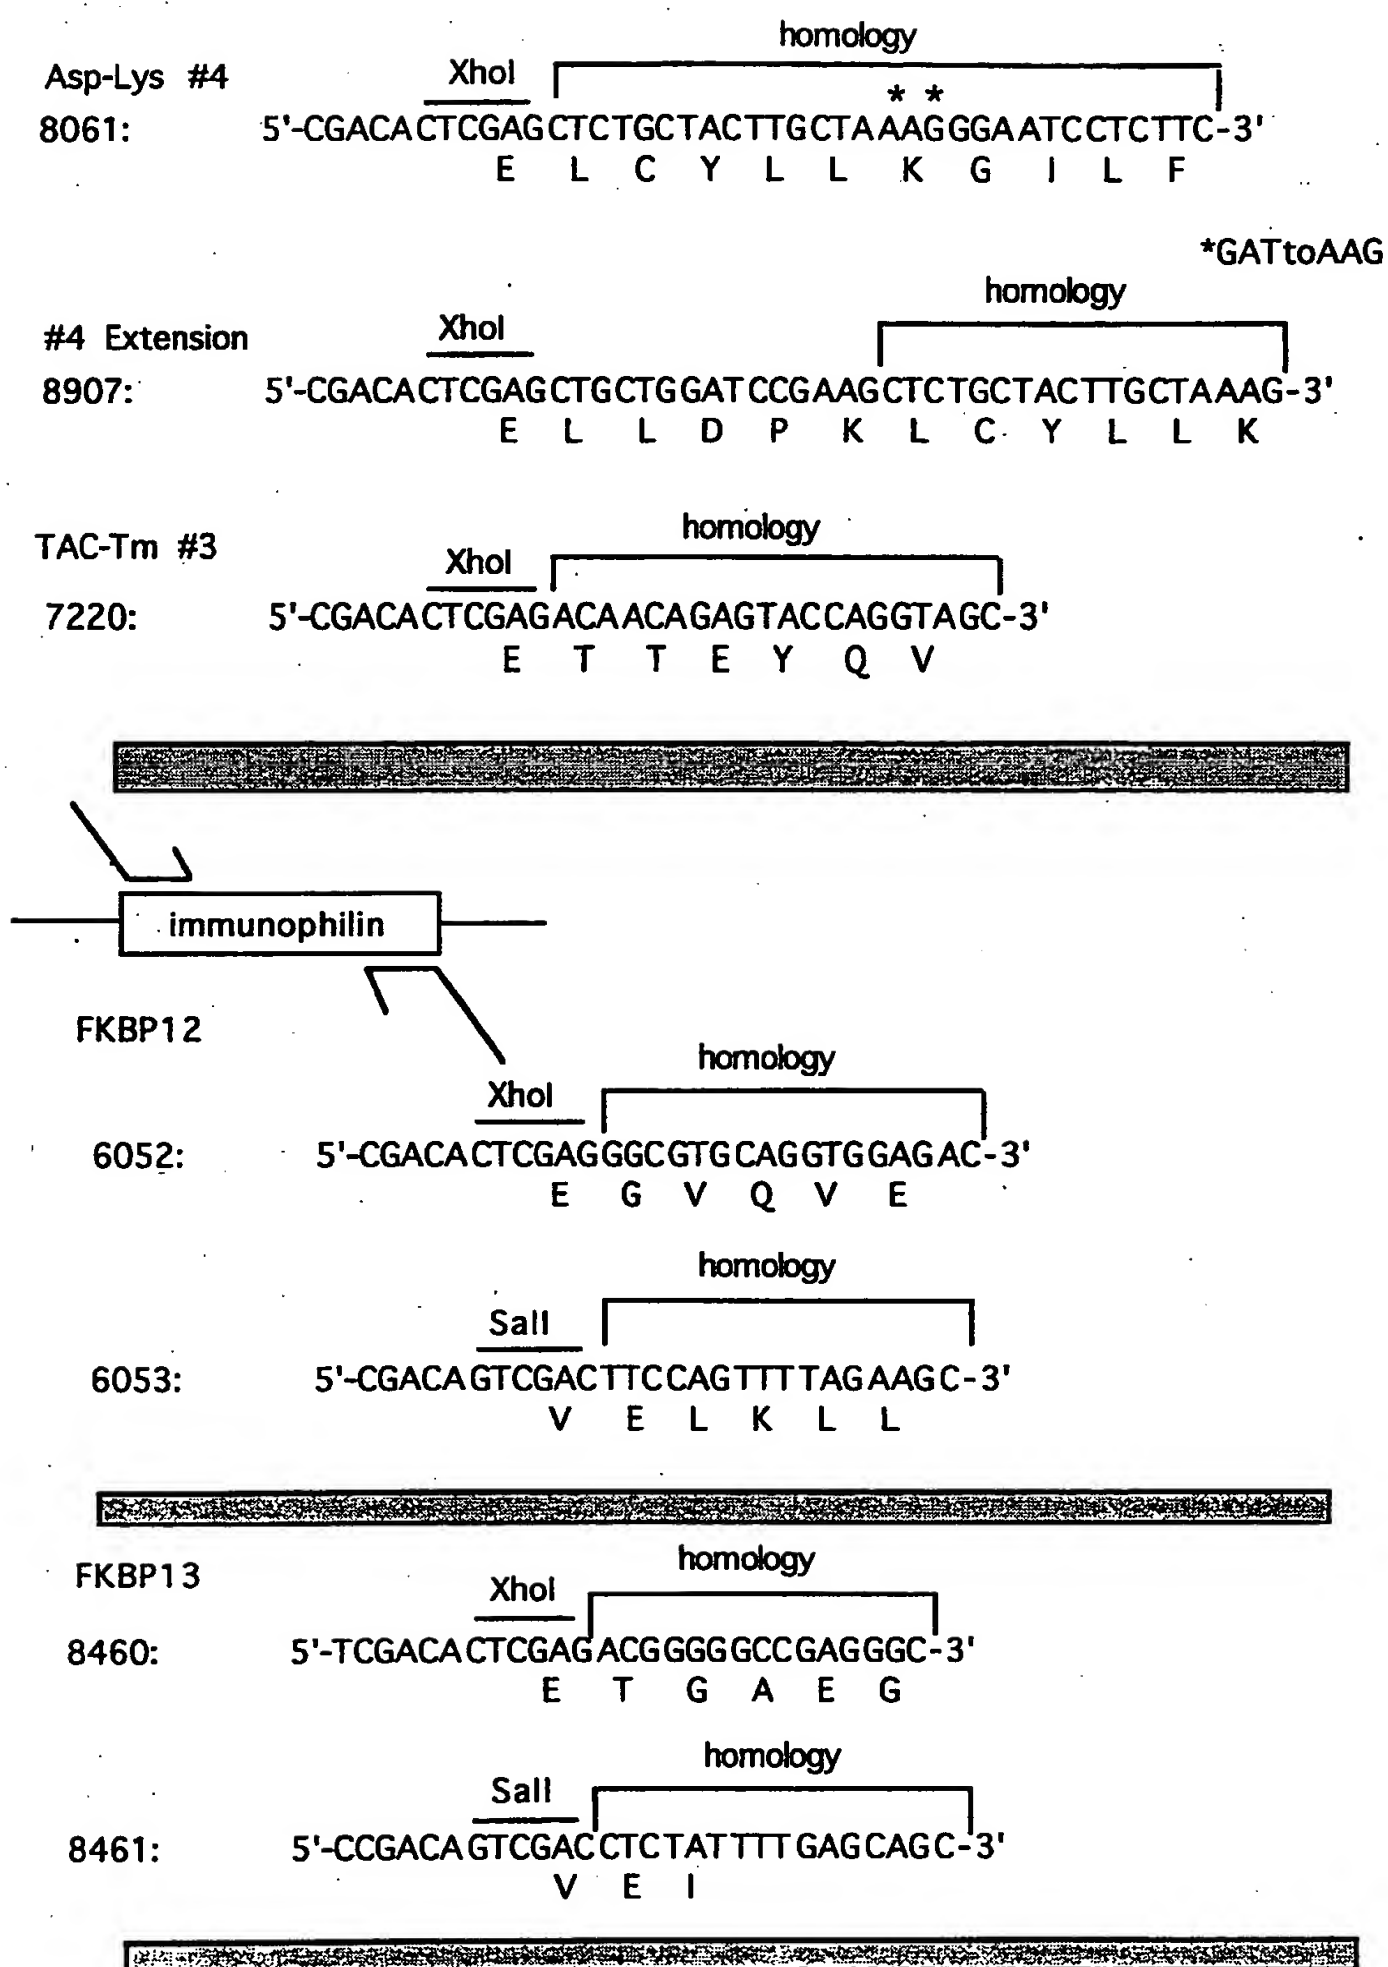 homology
Asp-Lys #4
XhoI
* *
8061: 5'-CGACACTCGAGCTCTGCTACTTGCTAAAGGGAATCCTCTTC-3'
E L C Y L L K G I L F
*GATtoAAG
homology
#4 Extension
XhoI
8907: 5'-CGACACTCGAGCTGCTGGATCCGAAGCTCTGCTACTTGCTAAAG-3'
E L L D P K L C Y L L K
homology
TAC-Tm #3
XhoI
7220: 5'-CGACACTCGAGACAACAGAGTACCAGGTAGC-3'
E T T E Y Q V
immunophilin
FKBP12
homology
XhoI
6052: 5'-CGACACTCGAGGGCGTGCAGGTGGAGAC-3'
E G V Q V E
homology
SalI
6053: 5'-CGACAGTCGACTTCCAGTTTTAGAAGC-3'
V E L K L L
FKBP13
homology
XhoI
8460: 5'-TCGACACTCGAGACGGGGGCCGAGGGC-3'
E T G A E G
homology
SalI
8461: 5'-CCGACAGTCGACCTCTATTTTGAGCAGC-3'
V E I